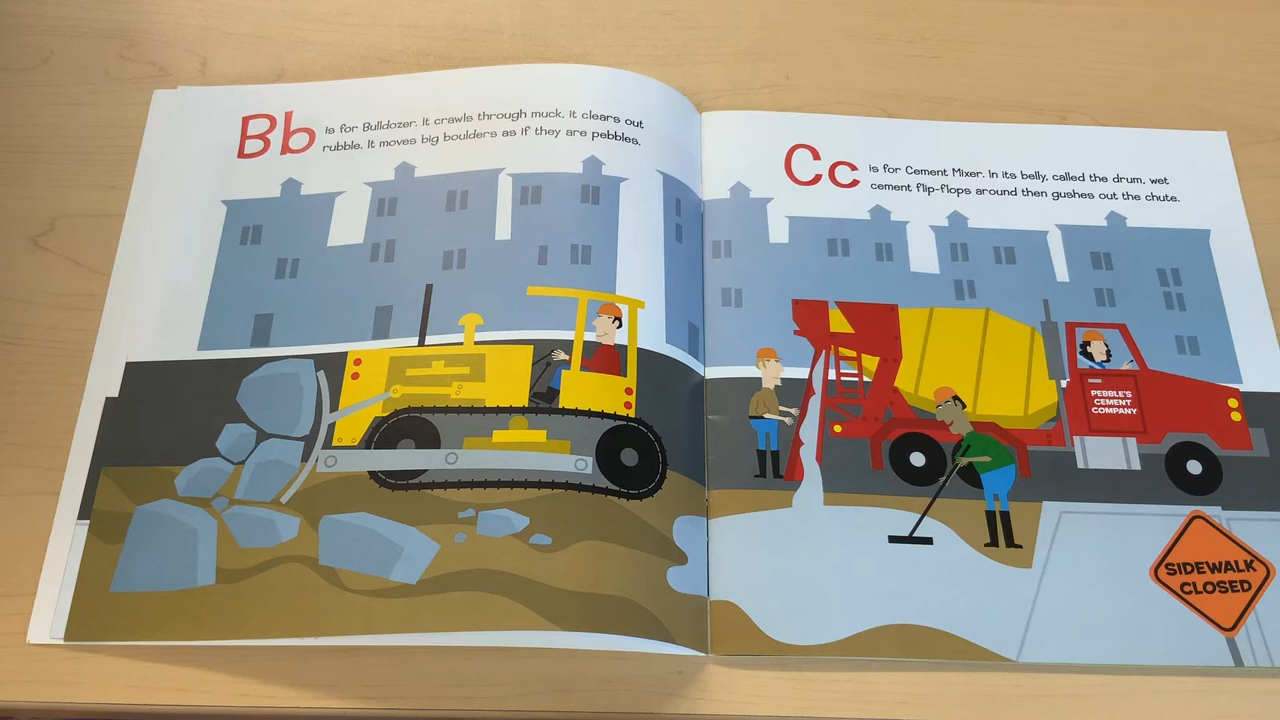 Bb is for Bulldozer. It crawls through muck, it clears out
rubble. It moves big boulders as if they are pebbles.
Cc is for Cement Mixer. In its belly, called the drum, wet
cement flip-flops around then gushes out the chute.
PEBBLE'S
CEMENT
COMPANY
SIDEWALK
CLOSED